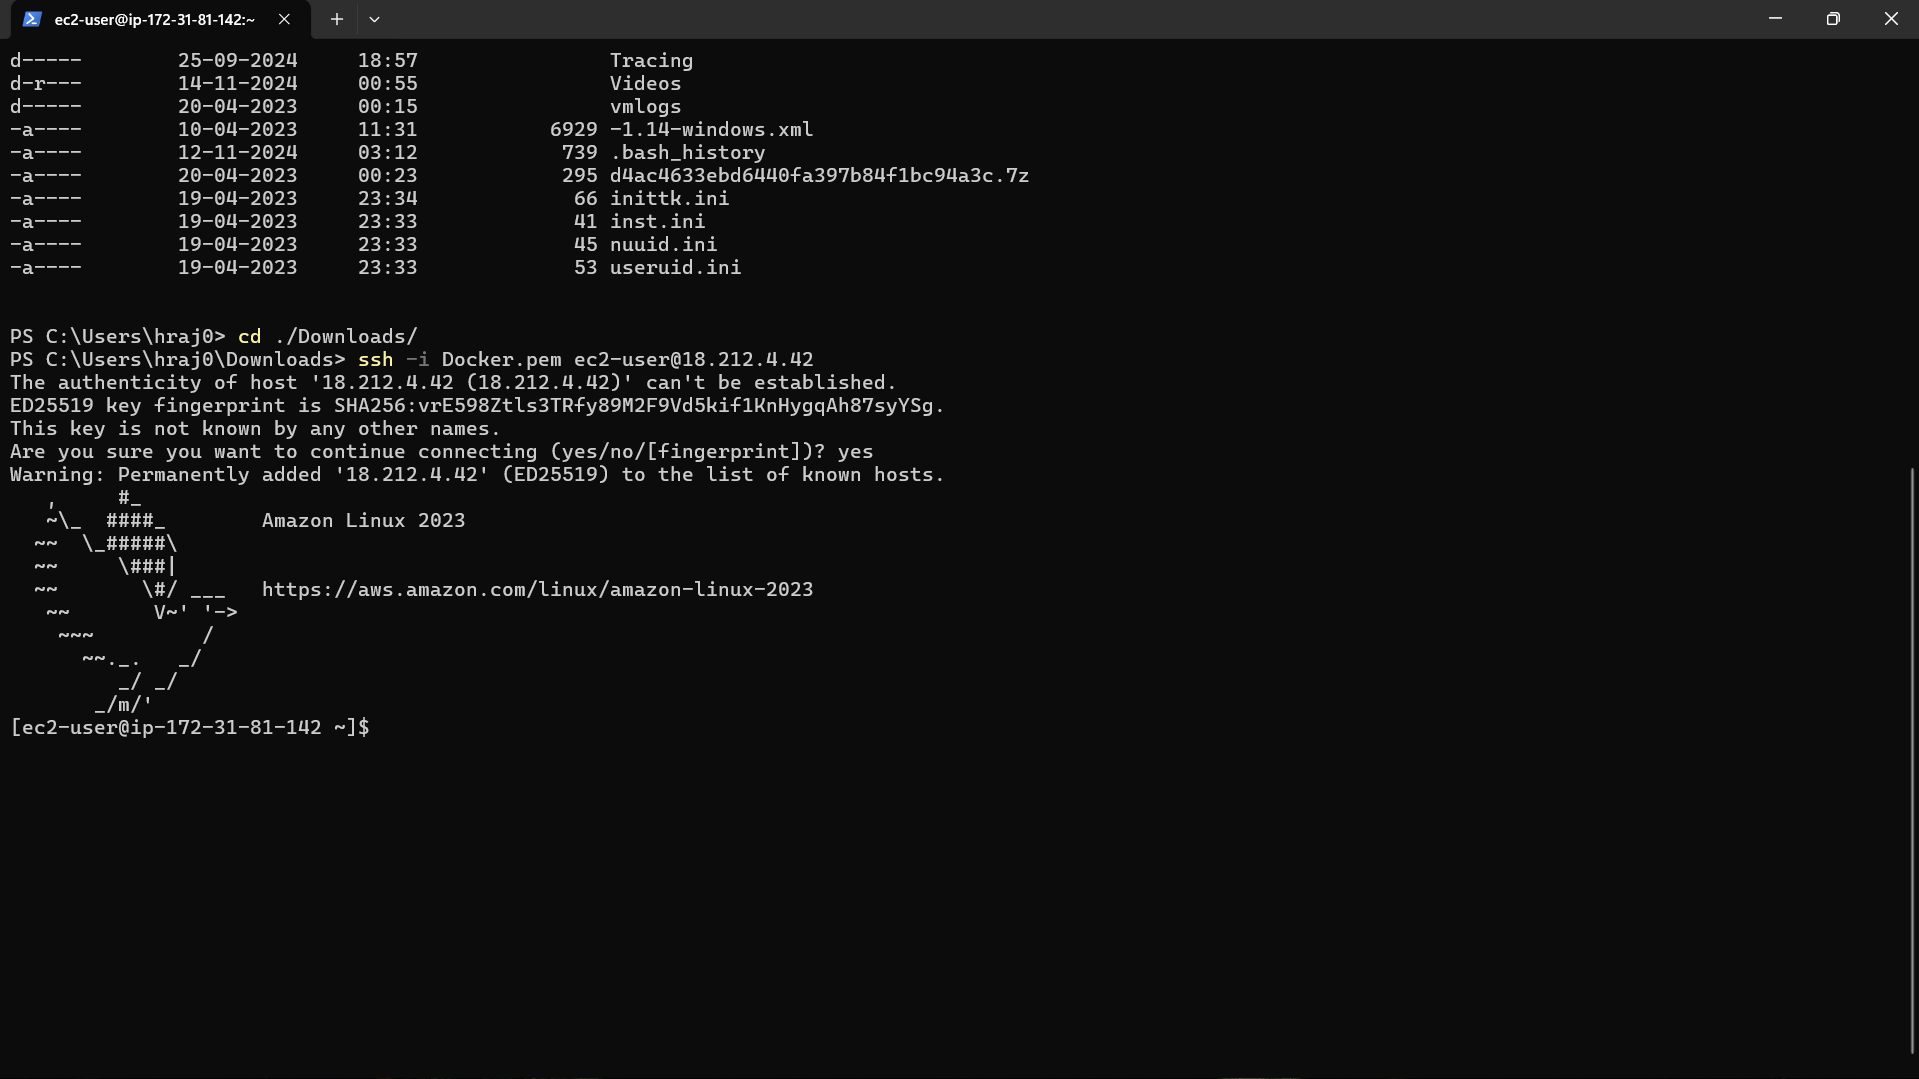 ec2-user@ip-172-31-81-142:~
d----- 25-09-2024 18:57 Tracing
d-r--- 14-11-2024 00:55 Videos
d----- 20-04-2023 00:15 vmlogs
-a---- 10-04-2023 11:31 6929 -1.14-windows.xml
-a---- 12-11-2024 03:12 739 .bash_history
-a---- 20-04-2023 00:23 295 d4ac4633ebd6440fa397b84f1bc94a3c.7z
-a---- 19-04-2023 23:34 66 inittk.ini
-a---- 19-04-2023 23:33 41 inst.ini
-a---- 19-04-2023 23:33 45 nuuid.ini
-a---- 19-04-2023 23:33 53 useruid.ini
PS C:\Users\hraj0> cd ./Downloads/
PS C:\Users\hraj0\Downloads> ssh -i Docker.pem ec2-user@18.212.4.42
The authenticity of host '18.212.4.42 (18.212.4.42)' can't be established.
ED25519 key fingerprint is SHA256:vrE598Ztls3TRfy89M2F9Vd5kif1KnHygqAh87syYSg.
This key is not known by any other names.
Are you sure you want to continue connecting (yes/no/[fingerprint])? yes
Warning: Permanently added '18.212.4.42' (ED25519) to the list of known hosts.
   ,     #_
   ~\_  ####_        Amazon Linux 2023
  ~~  \_#####\
  ~~     \###|
  ~~       \#/ ___   https://aws.amazon.com/linux/amazon-linux-2023
   ~~       V~' '->
    ~~~         /
      ~~._.   _/
         _/ _/
       _/m/'
[ec2-user@ip-172-31-81-142 ~]$